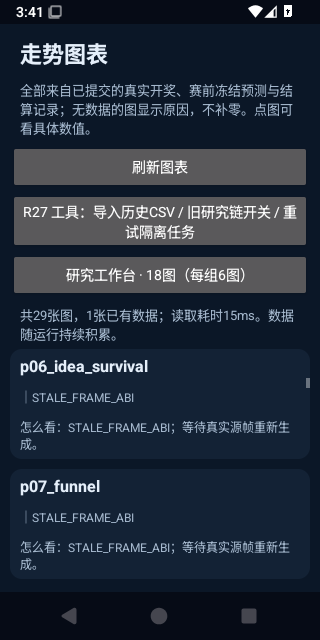 3:41
走势图表
全部来自已提交的真实开奖、赛前冻结预测与结
算记录；无数据的图显示原因，不补零。点图可
看具体数值。
刷新图表
R27 工具：导入历史CSV / 旧研究链开关 / 重
试隔离任务
研究工作台 · 18图（每组6图）
共29张图，1张已有数据；读取耗时15ms。数据
随运行持续积累。
p06_idea_survival
STALE_FRAME_ABI
怎么看：STALE_FRAME_ABI；等待真实源帧重新生
成。
p07_funnel
STALE_FRAME_ABI
怎么看：STALE_FRAME_ABI；等待真实源帧重新生
成。